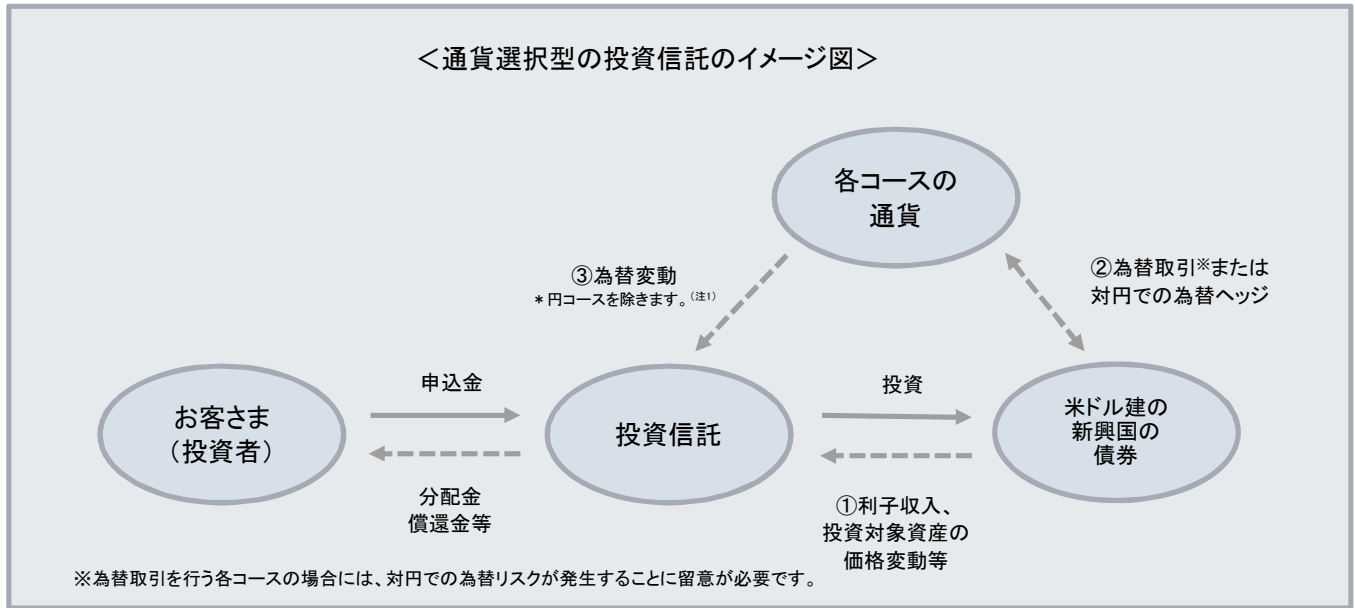 ＜通貨選択型の投資信託のイメージ図＞
各コースの
通貨
③為替変動
＊円コースを除きます。(注1)
②為替取引※または
対円での為替ヘッジ
お客さま
（投資者）
申込金
分配金
償還金等
投資信託
投資
①利子収入、
投資対象資産の
価格変動等
米ドル建の
新興国の
債券
※為替取引を行う各コースの場合には、対円での為替リスクが発生することに留意が必要です。